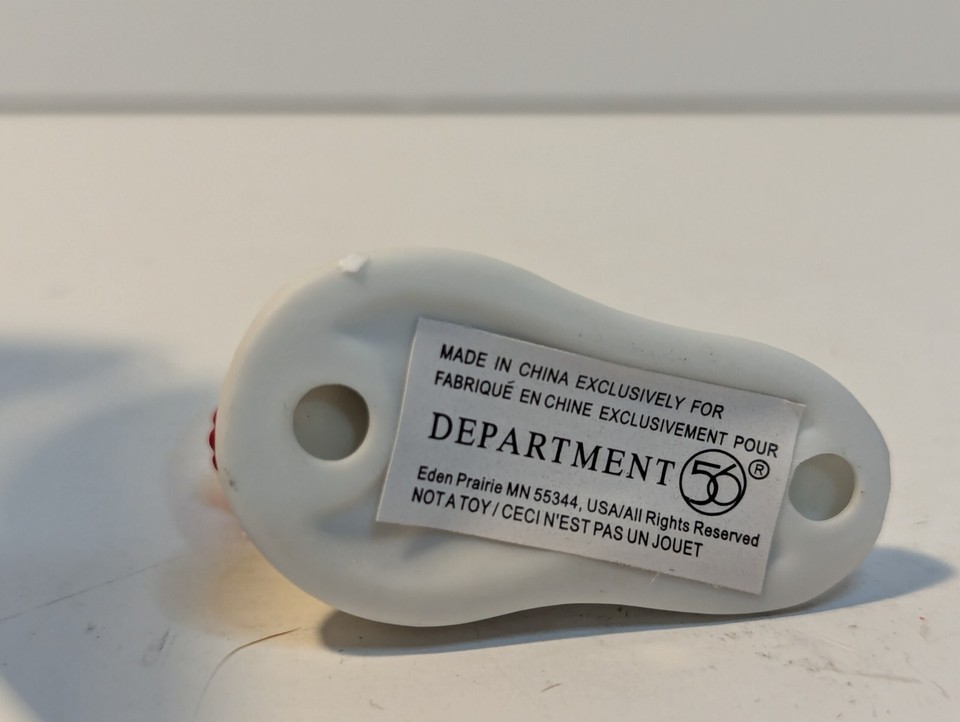 MADE IN CHINA EXCLUSIVELY FOR
FABRIQUÉ EN CHINE EXCLUSIVEMENT POUR
DEPARTMENT 56®
Eden Prairie MN 55344, USA/All Rights Reserved
NOT A TOY / CECI N'EST PAS UN JOUET